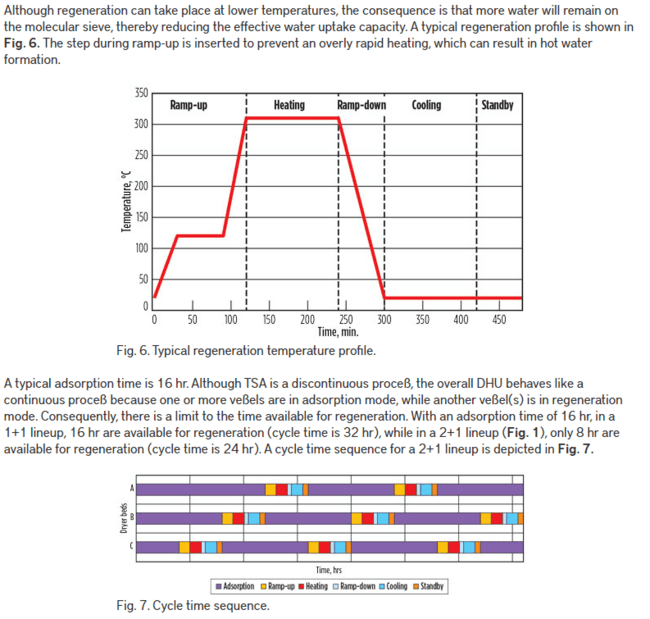 Although regeneration can take place at lower temperatures, the consequence is that more water will remain on
the molecular sieve, thereby reducing the effective water uptake capacity. A typical regeneration profile is shown in
Fig. 6. The step during ramp-up is inserted to prevent an overly rapid heating, which can result in hot water
formation.
350
300
250
200
150
100
50
0
Temperature, °C
Ramp-up Heating Ramp-down Cooling Standby
0 50 100 150 200 250 300 350 400 450
Time, min.
Fig. 6. Typical regeneration temperature profile.
A typical adsorption time is 16 hr. Although TSA is a discontinuous proceß, the overall DHU behaves like a
continuous proceß because one or more veßels are in adsorption mode, while another veßel(s) is in regeneration
mode. Consequently, there is a limit to the time available for regeneration. With an adsorption time of 16 hr, in a
1+1 lineup, 16 hr are available for regeneration (cycle time is 32 hr), while in a 2+1 lineup (Fig. 1), only 8 hr are
available for regeneration (cycle time is 24 hr). A cycle time sequence for a 2+1 lineup is depicted in Fig. 7.
Dryer beds
A
B
C
Time, hrs
Adsorption Ramp-up Heating Ramp-down Cooling Standby
Fig. 7. Cycle time sequence.